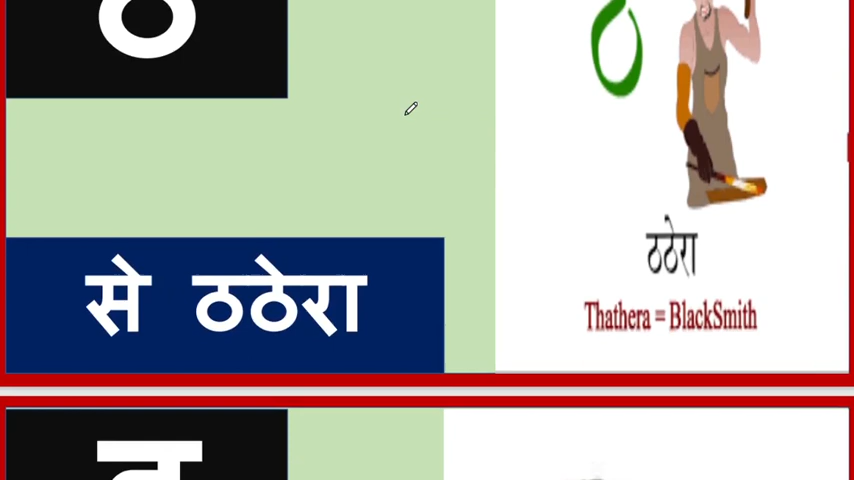 ठ
से ठठेरा
ठ
ठठेरा
Thathera = BlackSmith